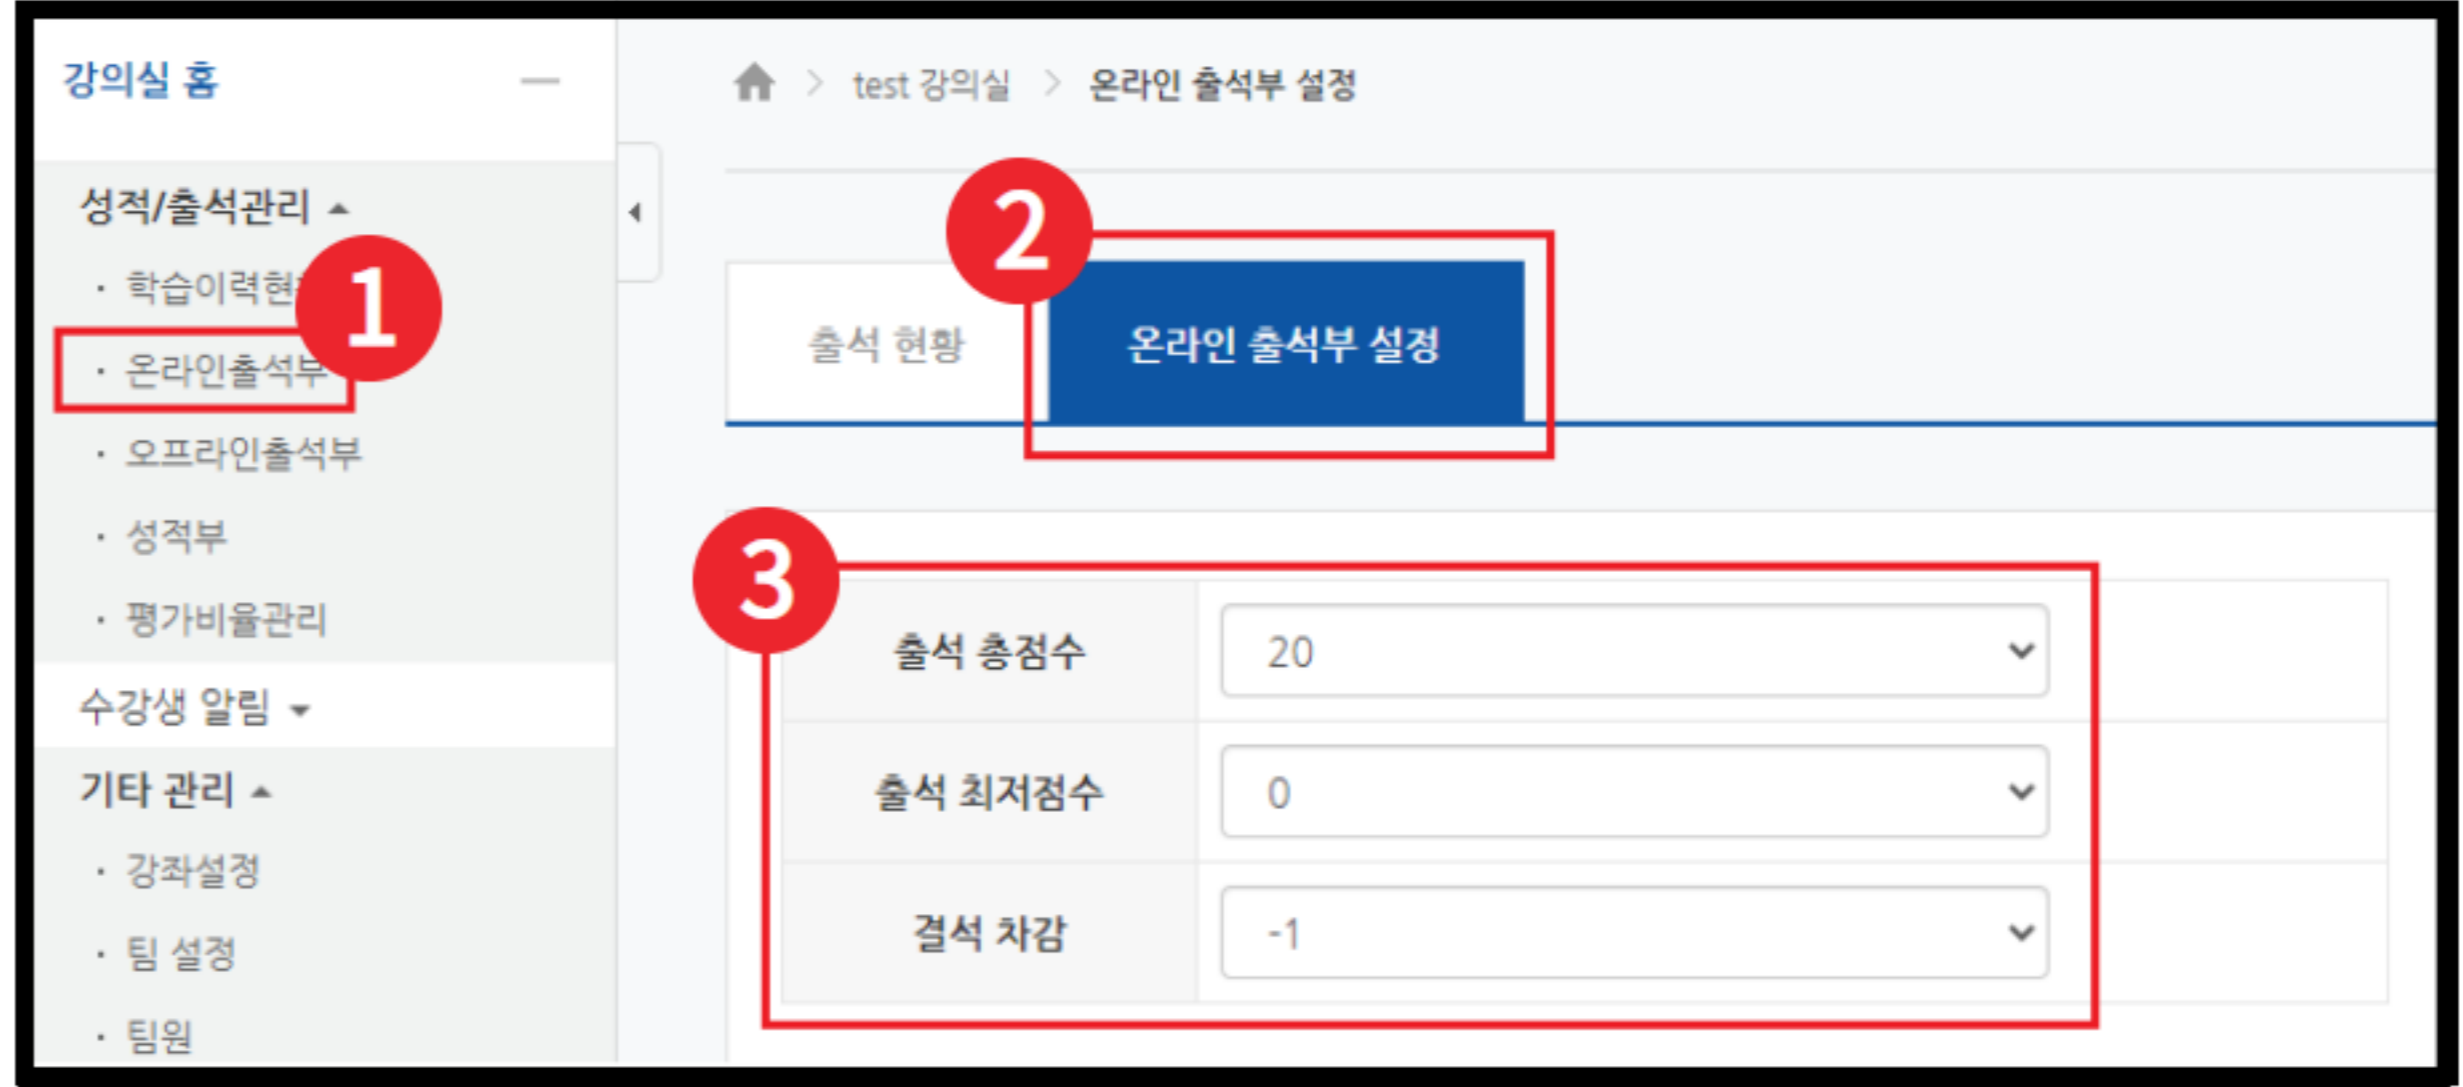 강의실 홈
성적/출석관리
· 학습이력현
1
· 온라인출석부
· 오프라인출석부
· 성적부
· 평가비율관리
수강생 알림
기타 관리
· 강좌설정
· 팀 설정
· 팀원
> test 강의실 > 온라인 출석부 설정
2
출석 현황
온라인 출석부 설정
3
출석 총점수 20
출석 최저점수 0
결석 차감 -1